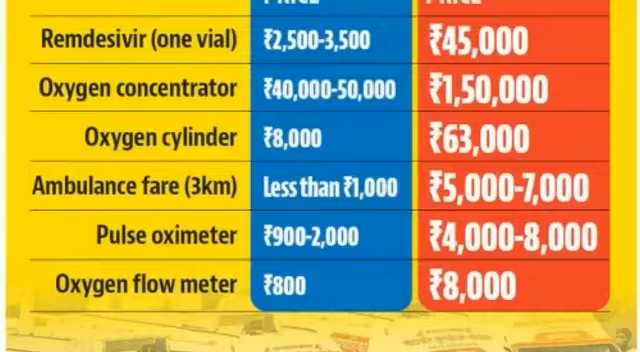 PRICE PRICE
Remdesivir (one vial) ₹2,500-3,500 ₹45,000
Oxygen concentrator ₹40,000-50,000 ₹1,50,000
Oxygen cylinder ₹8,000 ₹63,000
Ambulance fare (3km) Less than ₹1,000 ₹5,000-7,000
Pulse oximeter ₹900-2,000 ₹4,000-8,000
Oxygen flow meter ₹800 ₹8,000